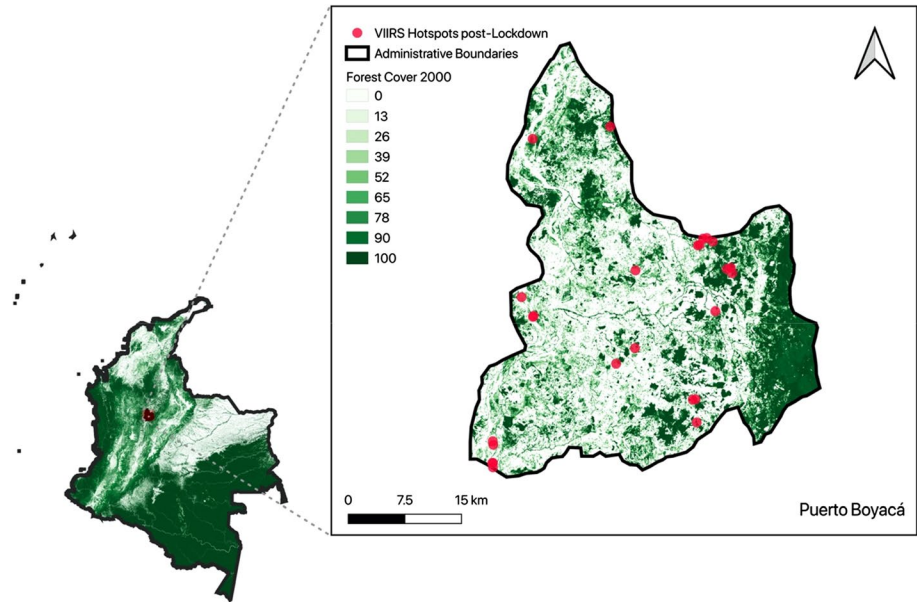 VIIRS Hotspots post-Lockdown
Administrative Boundaries
Forest Cover 2000
0
13
26
39
52
65
78
90
100
0 7.5 15 km
Puerto Boyacá